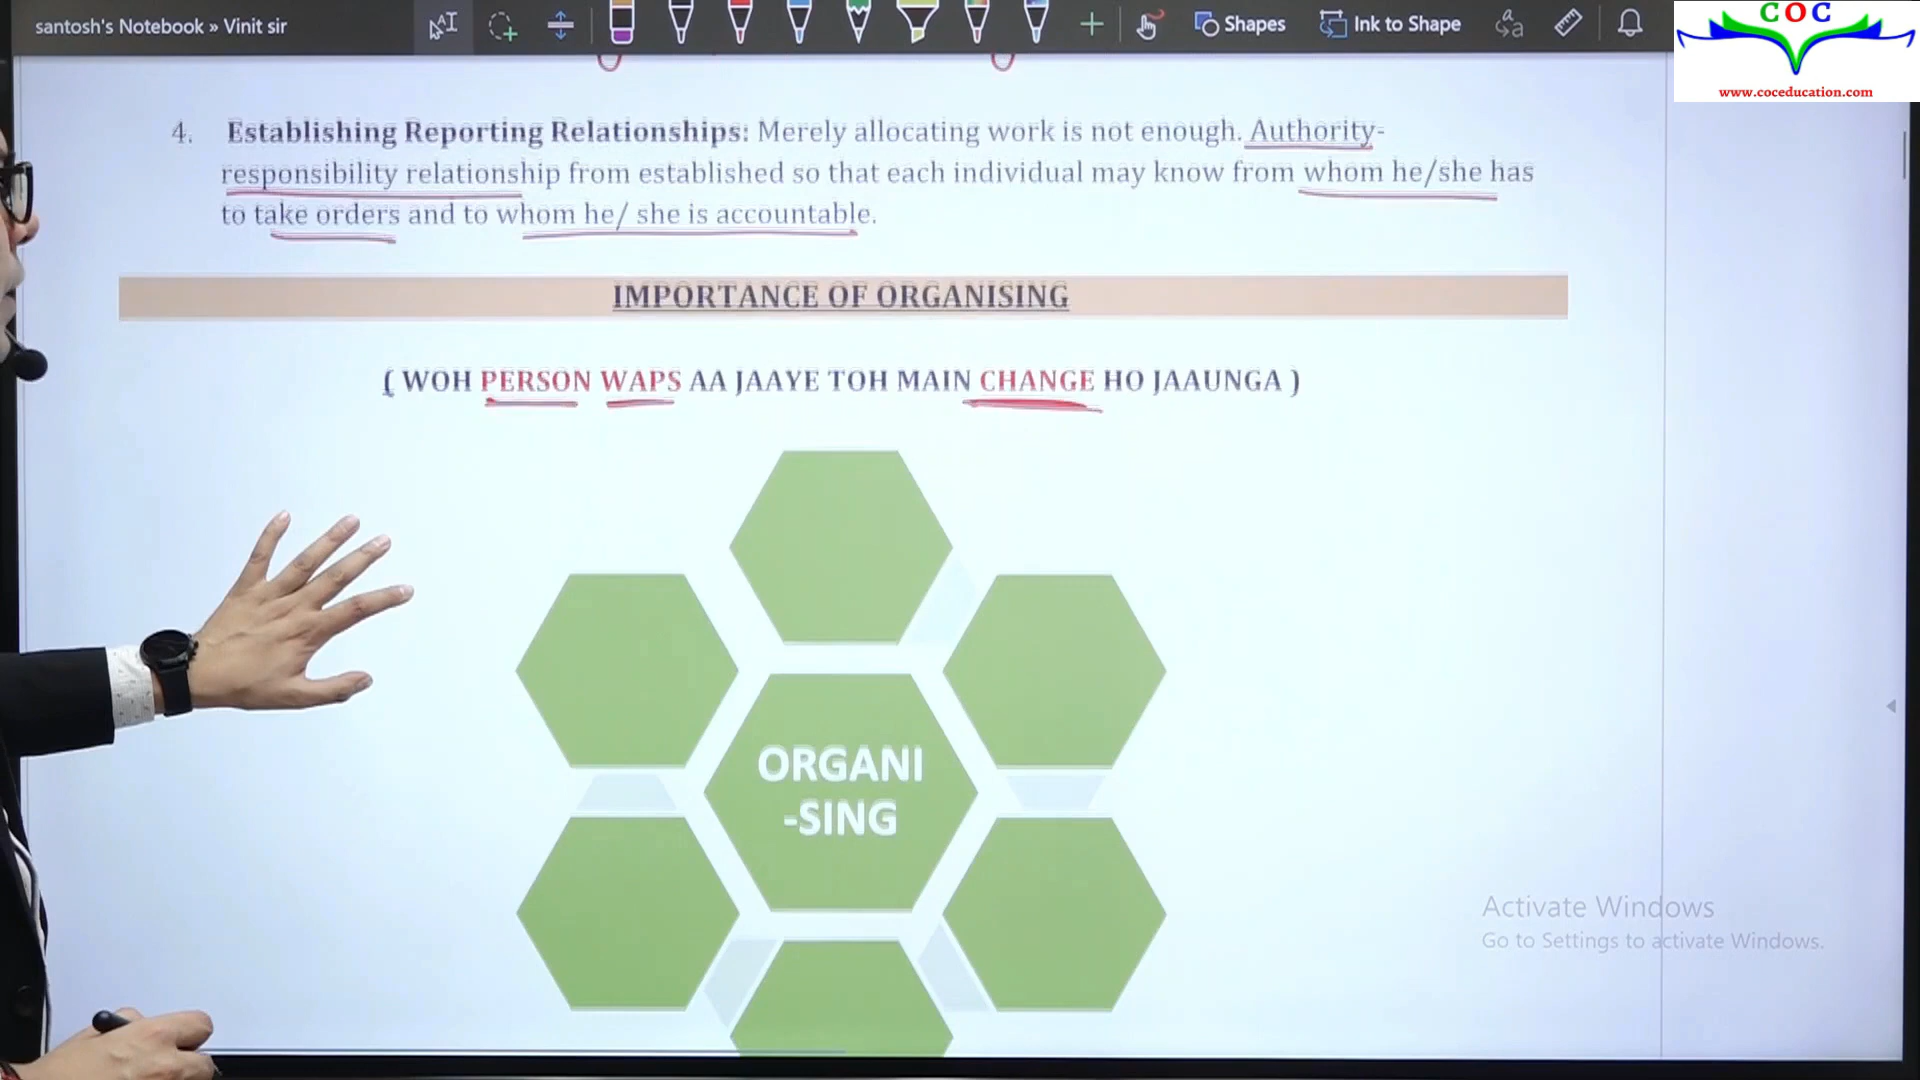 santosh's Notebook » Vinit sir
Shapes
Ink to Shape
COC
www.coceducation.com
4. Establishing Reporting Relationships: Merely allocating work is not enough. Authority-
responsibility relationship from established so that each individual may know from whom he/she has
to take orders and to whom he/ she is accountable.
IMPORTANCE OF ORGANISING
( WOH PERSON WAPS AA JAAYE TOH MAIN CHANGE HO JAAUNGA )
ORGANI
-SING
Activate Windows
Go to Settings to activate Windows.